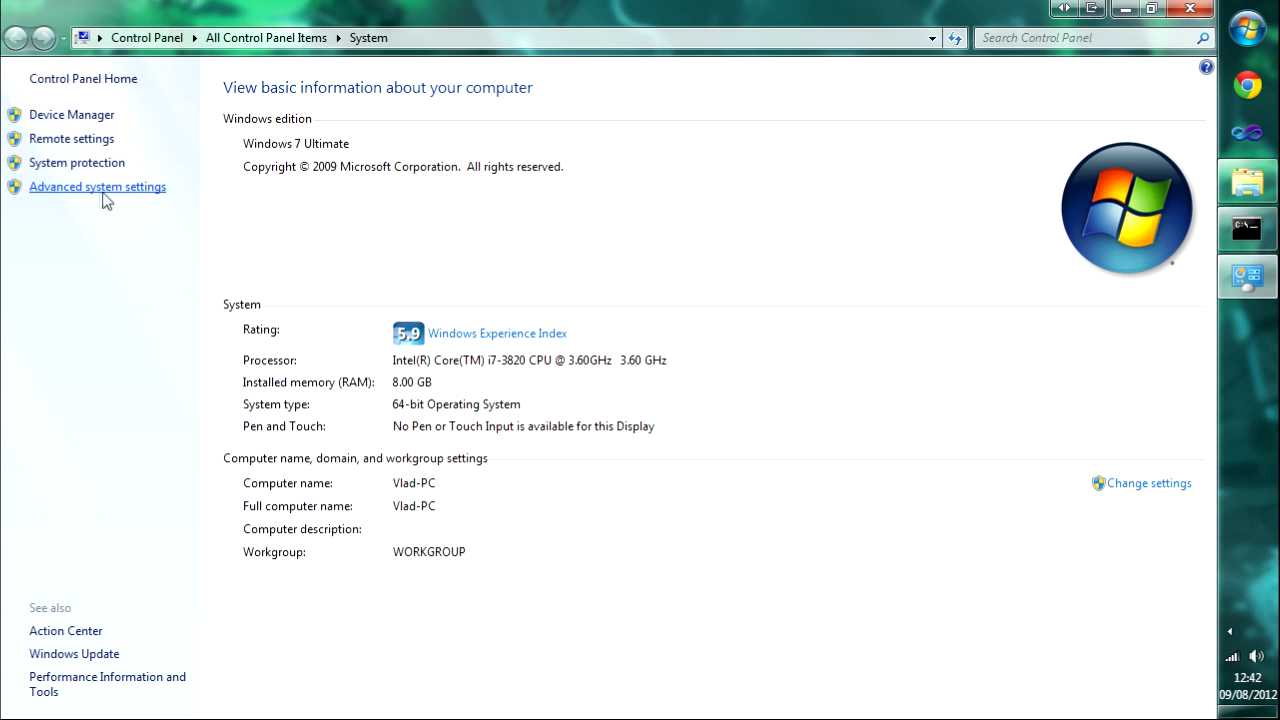 Control Panel All Control Panel Items System
Search Control Panel
Control Panel Home
Device Manager
Remote settings
System protection
Advanced system settings
View basic information about your computer
Windows edition
Windows 7 Ultimate
Copyright © 2009 Microsoft Corporation. All rights reserved.
System
Rating: 5.9 Windows Experience Index
Processor: Intel(R) Core(TM) i7-3820 CPU @ 3.60GHz 3.60 GHz
Installed memory (RAM): 8.00 GB
System type: 64-bit Operating System
Pen and Touch: No Pen or Touch Input is available for this Display
Computer name, domain, and workgroup settings
Computer name: Vlad-PC
Change settings
Full computer name: Vlad-PC
Computer description:
Workgroup: WORKGROUP
See also
Action Center
Windows Update
Performance Information and
Tools
C:\
12:42
09/08/2012